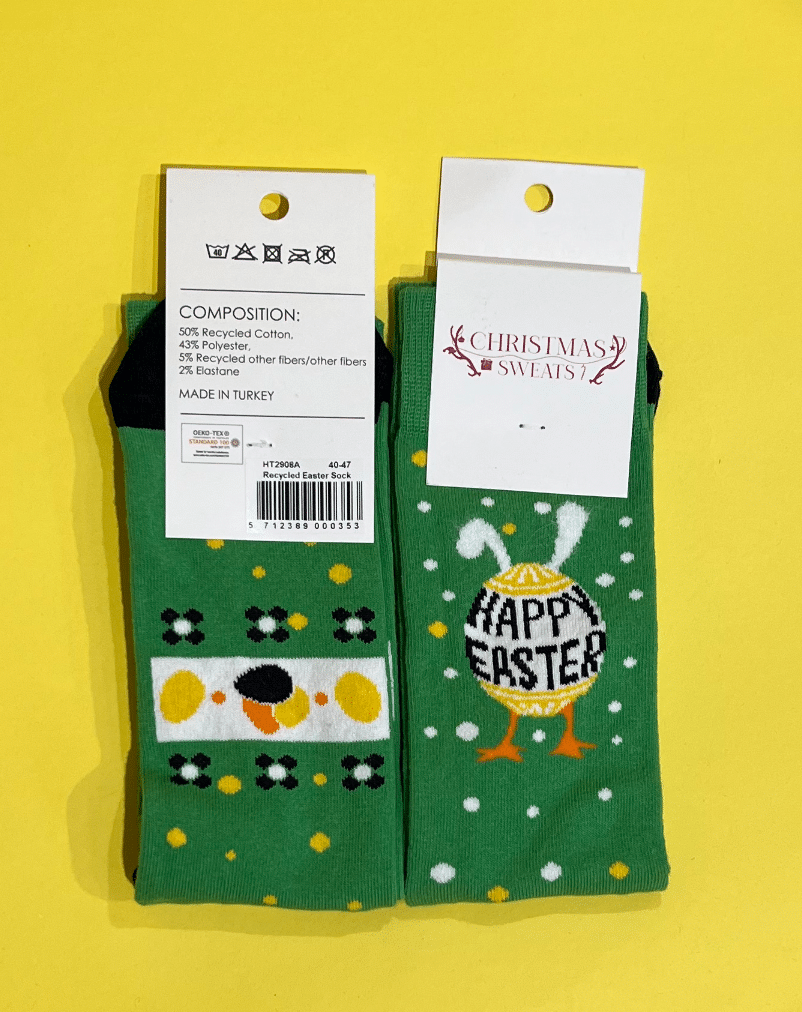 40
COMPOSITION:
50% Recycled Cotton,
43% Polyester,
5% Recycled other fibers/other fibers
2% Elastane
MADE IN TURKEY
OEKO-TEX®
STANDARD 100
HT2908A 40-47
Recycled Easter Sock
5 712389 000353
CHRISTMAS
SWEATS
HAPPY
EASTER